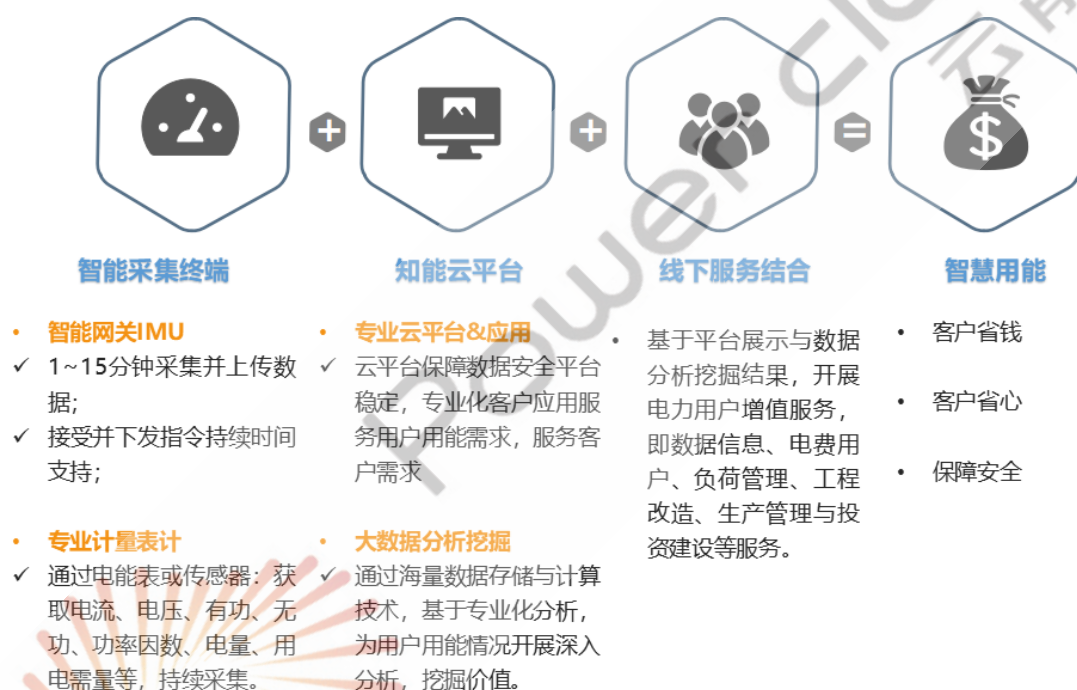 智能采集终端
• 智能网关IMU
✓ 1~15分钟采集并上传数
据;
✓ 接受并下发指令持续时间
支持;
• 专业计量表计
✓ 通过电能表或传感器：获
取电流、电压、有功、无
功、功率因数、电量、用
电需量等，持续采集。
知能云平台
• 专业云平台&应用
✓ 云平台保障数据安全平台
稳定，专业化客户应用服
务用户用能需求，服务客
户需求
• 大数据分析挖掘
✓ 通过海量数据存储与计算
技术，基于专业化分析，
为用户用能情况开展深入
分析，挖掘价值。
线下服务结合
• 基于平台展示与数据
分析挖掘结果，开展
电力用户增值服务，
即数据信息、电费用
户、负荷管理、工程
改造、生产管理与投
资建设等服务。
智慧用能
• 客户省钱
• 客户省心
• 保障安全
+
+
=
$
Power clou
云